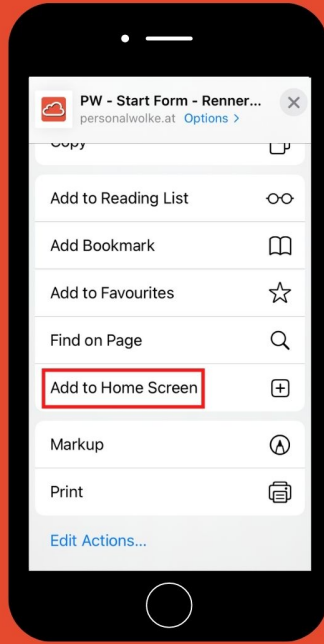 PW - Start Form - Renner...
personalwolke.at Options >
Copy
Add to Reading List
Add Bookmark
Add to Favourites
Find on Page
Add to Home Screen
Markup
Print
Edit Actions...